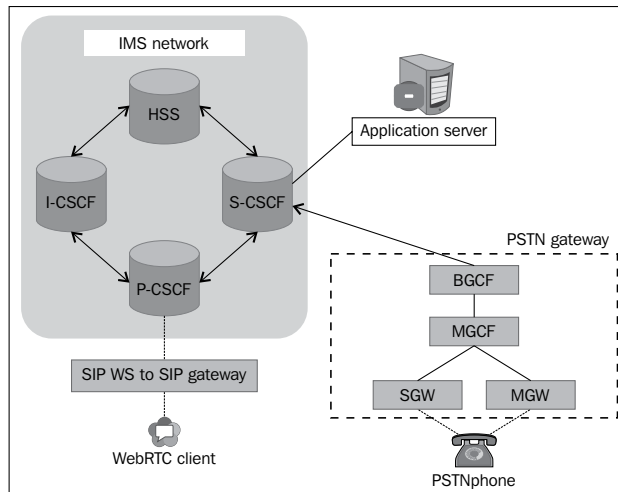 IMS network
HSS
Application server
I-CSCF
S-CSCF
PSTN gateway
P-CSCF
BGCF
MGCF
SIP WS to SIP gateway
SGW
MGW
WebRTC client
PSTNphone